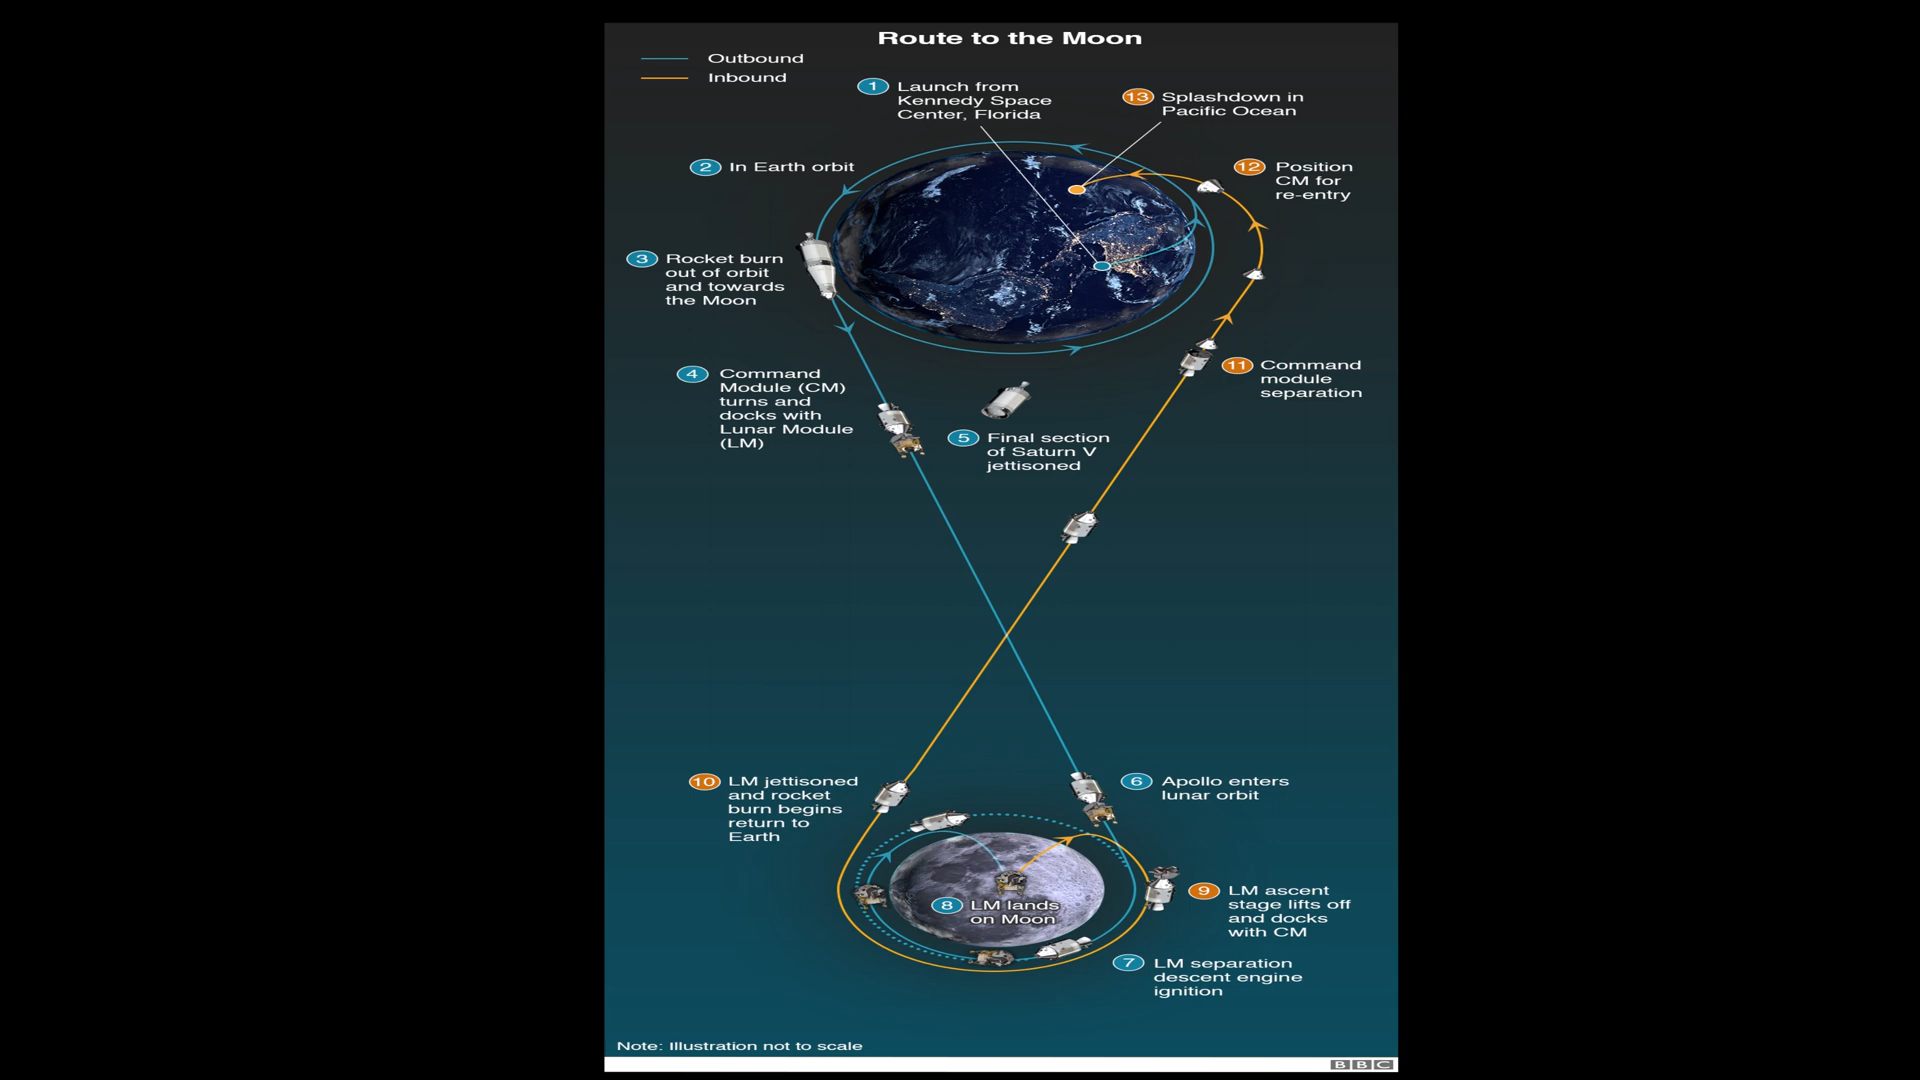 Route to the Moon
Outbound
Inbound
1 Launch from
Kennedy Space
Center, Florida
13 Splashdown in
Pacific Ocean
2 In Earth orbit
12 Position
CM for
re-entry
3 Rocket burn
out of orbit
and towards
the Moon
4 Command
Module (CM)
turns and
docks with
Lunar Module
(LM)
11 Command
module
separation
5 Final section
of Saturn V
jettisoned
10 LM jettisoned
and rocket
burn begins
return to
Earth
6 Apollo enters
lunar orbit
8 LM lands
on Moon
9 LM ascent
stage lifts off
and docks
with CM
7 LM separation
descent engine
ignition
Note: Illustration not to scale
BBC